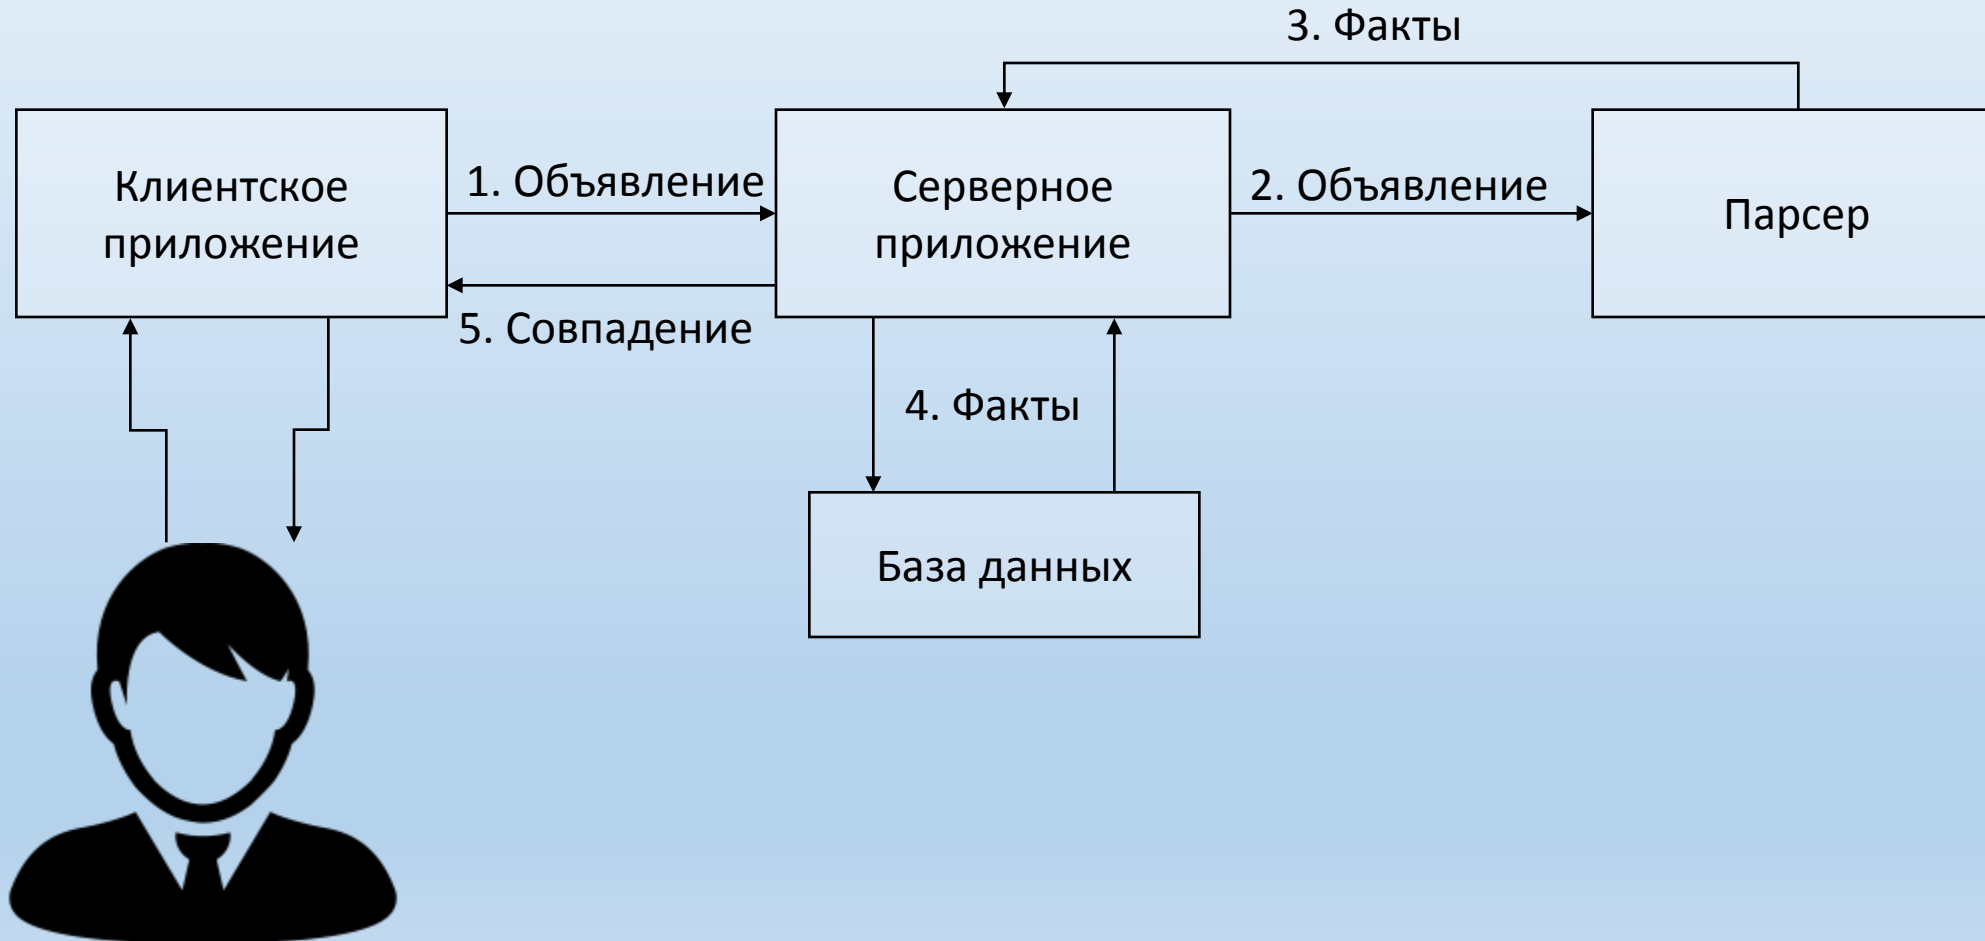 3. Факты
Клиентское
приложение
1. Объявление
Серверное
приложение
2. Объявление
Парсер
5. Совпадение
4. Факты
База данных